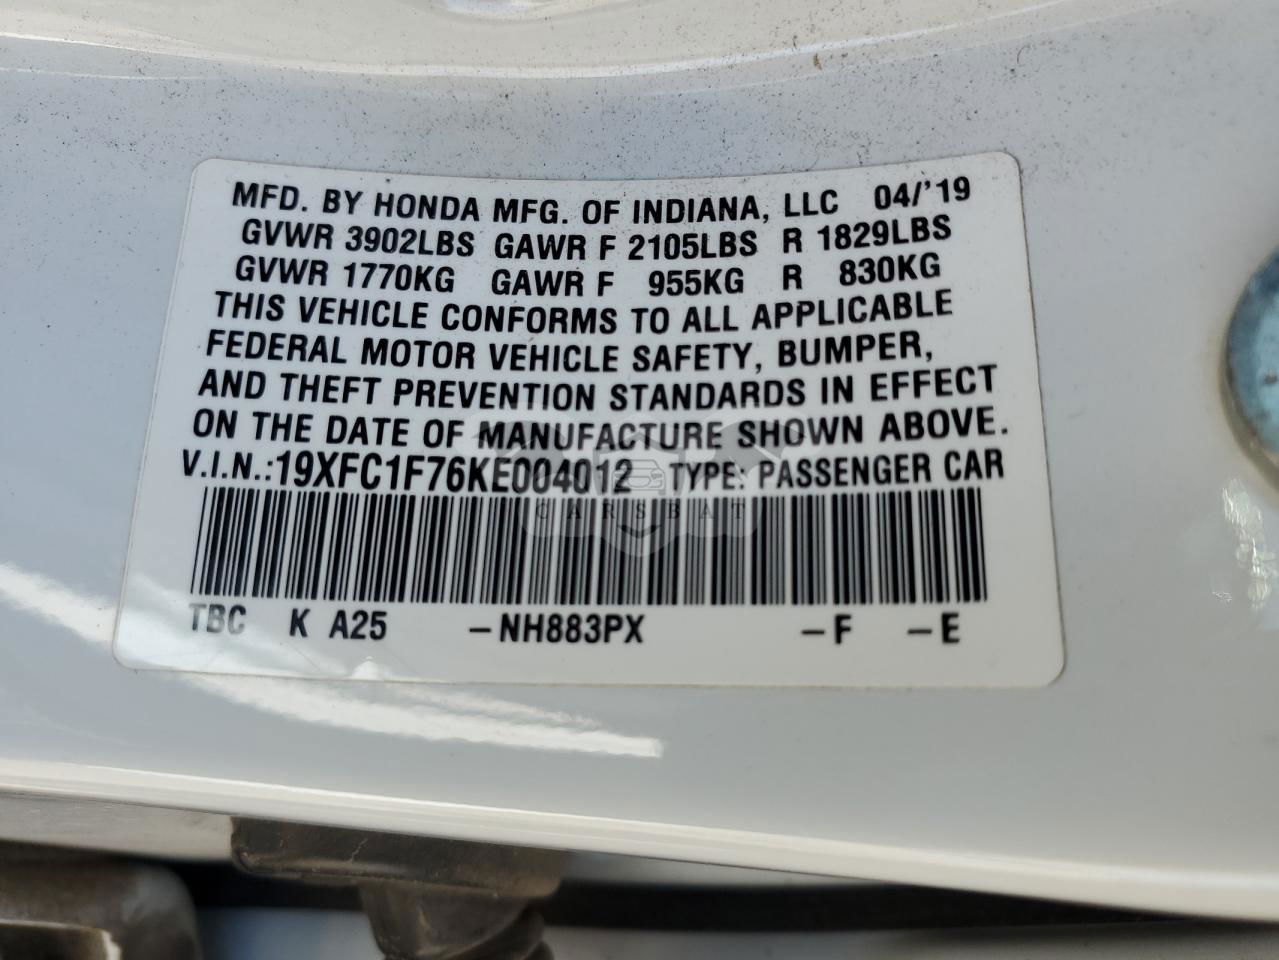 MFD. BY HONDA MFG. OF INDIANA, LLC 04/'19
GVWR 3902LBS GAWR F 2105LBS R 1829LBS
GVWR 1770KG GAWR F 955KG R 830KG
THIS VEHICLE CONFORMS TO ALL APPLICABLE
FEDERAL MOTOR VEHICLE SAFETY, BUMPER,
AND THEFT PREVENTION STANDARDS IN EFFECT
ON THE DATE OF MANUFACTURE SHOWN ABOVE.
V.I.N.:19XFC1F76KE004012 TYPE: PASSENGER CAR
CARSBAT
TBC K A25 -NH883PX -F -E